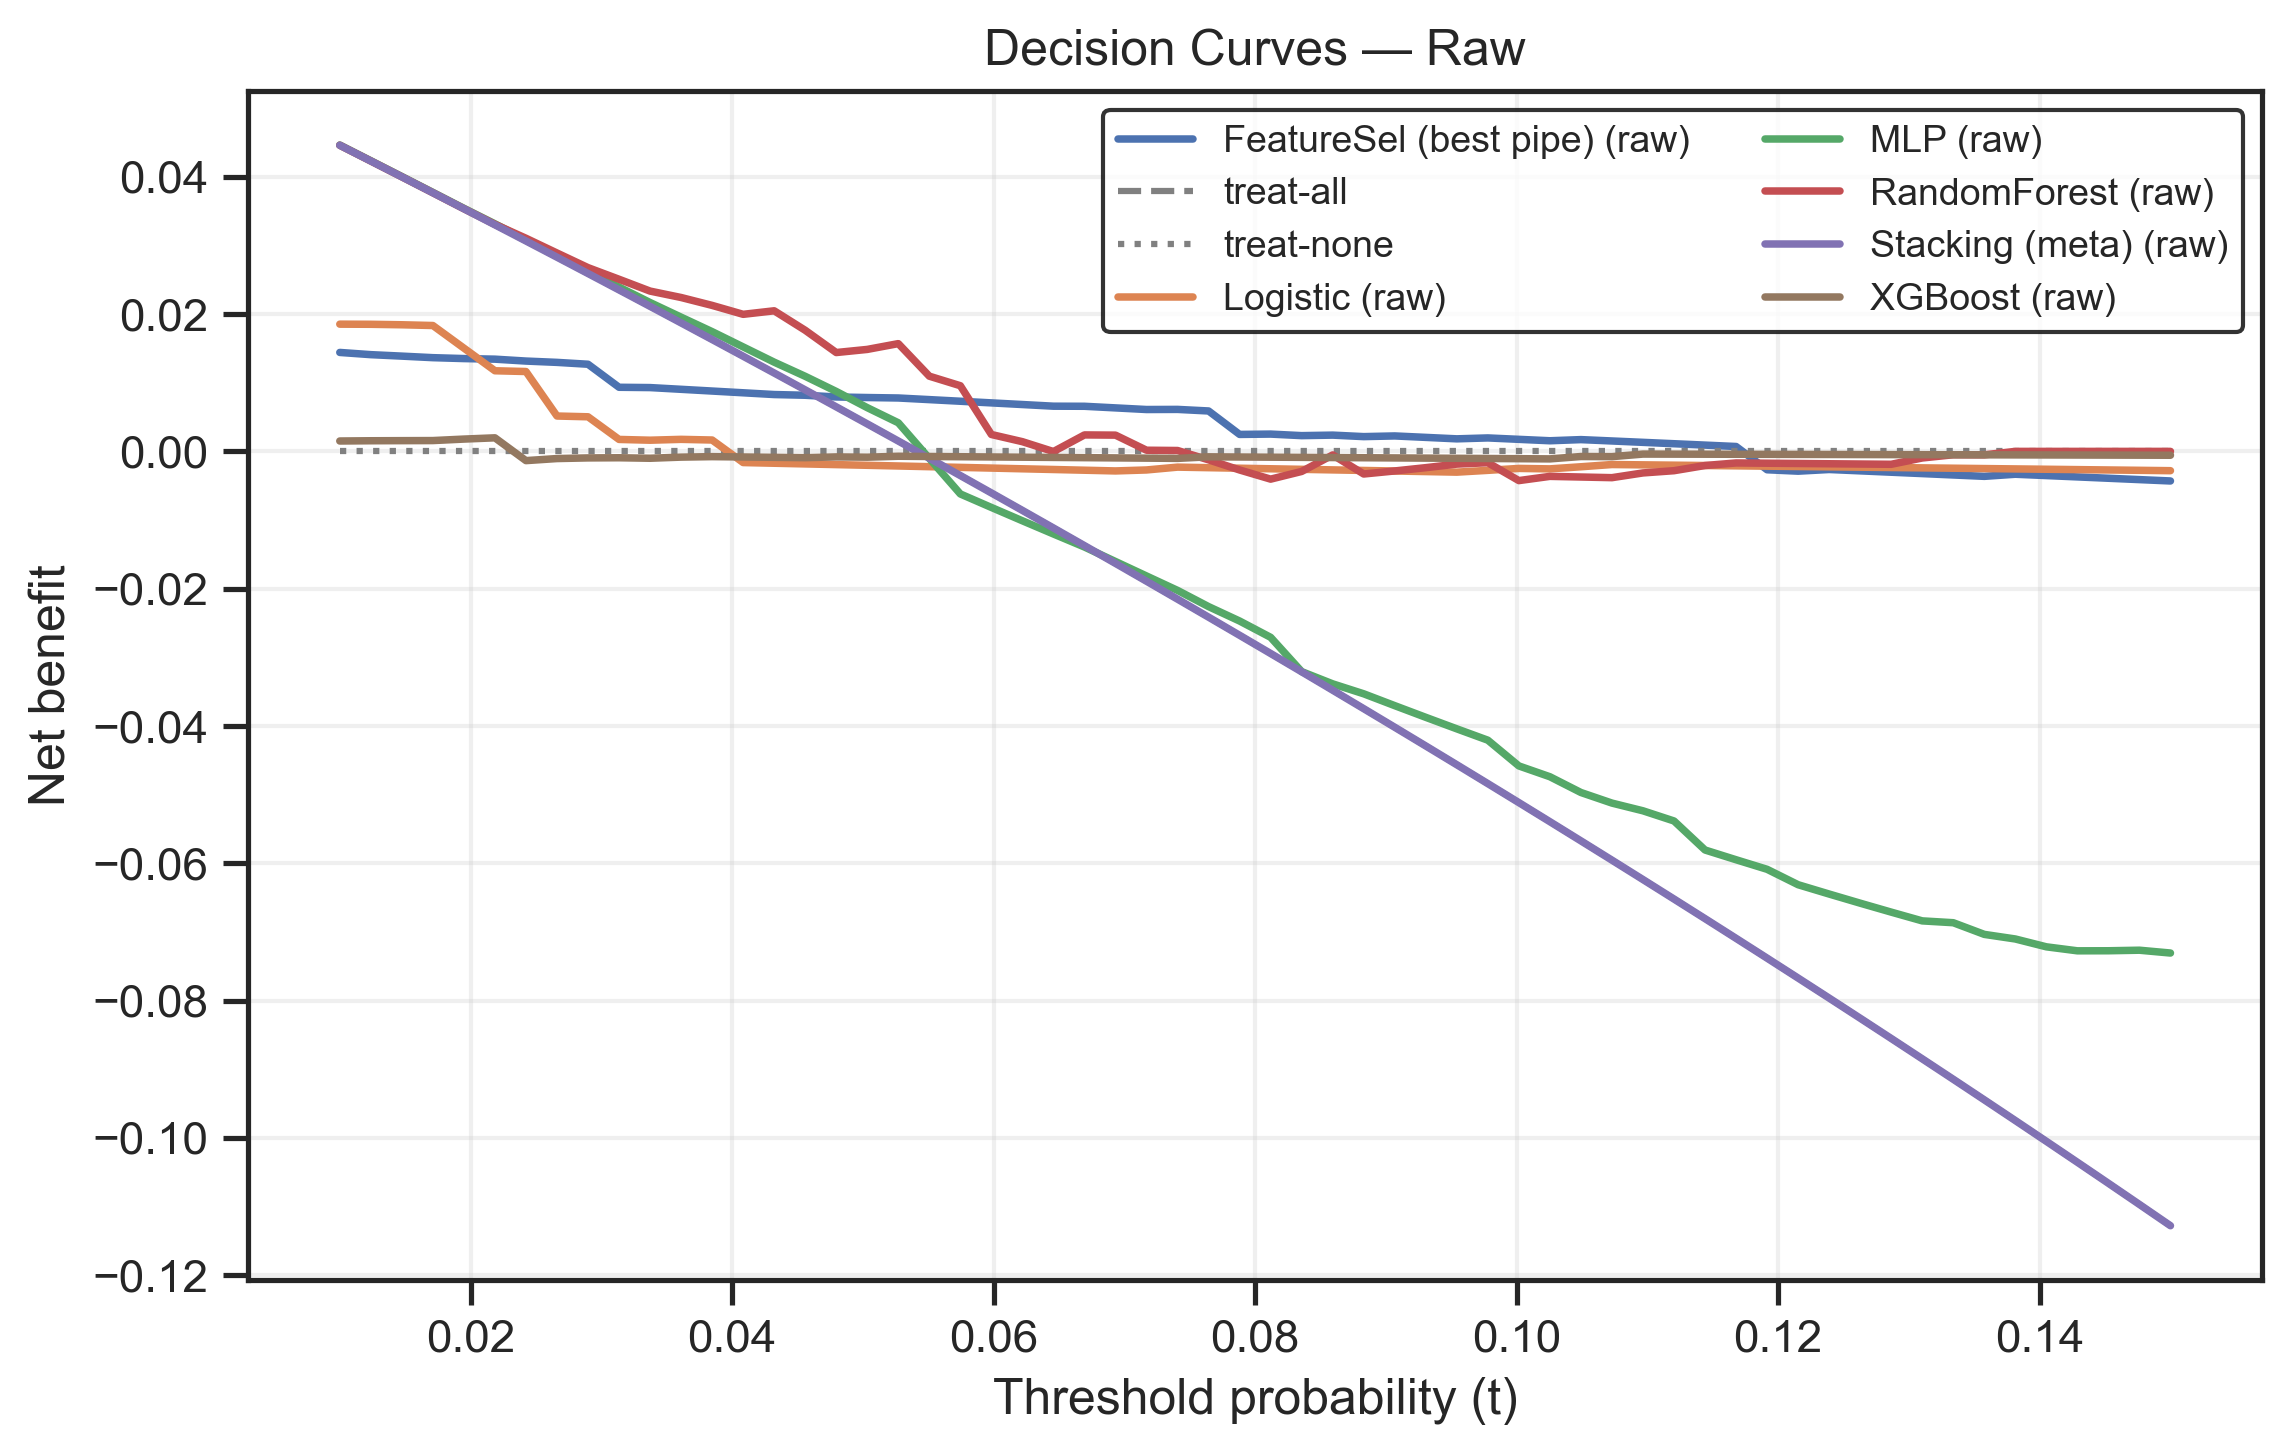 Decision Curves — Raw
FeatureSel (best pipe) (raw)
treat-all
treat-none
Logistic (raw)
MLP (raw)
RandomForest (raw)
Stacking (meta) (raw)
XGBoost (raw)
Net benefit
0.04
0.02
0.00
−0.02
−0.04
−0.06
−0.08
−0.10
−0.12
0.02 0.04 0.06 0.08 0.10 0.12 0.14
Threshold probability (t)